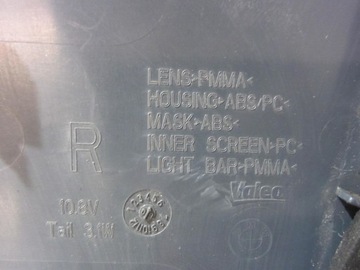 LENS>PMMA<
HOUSING>ABS/PC<
MASK>ABS<
INNER SCREEN>PC<
LIGHT BAR>PMMA<
R
Valeo
10.8V
Tail 3.1W